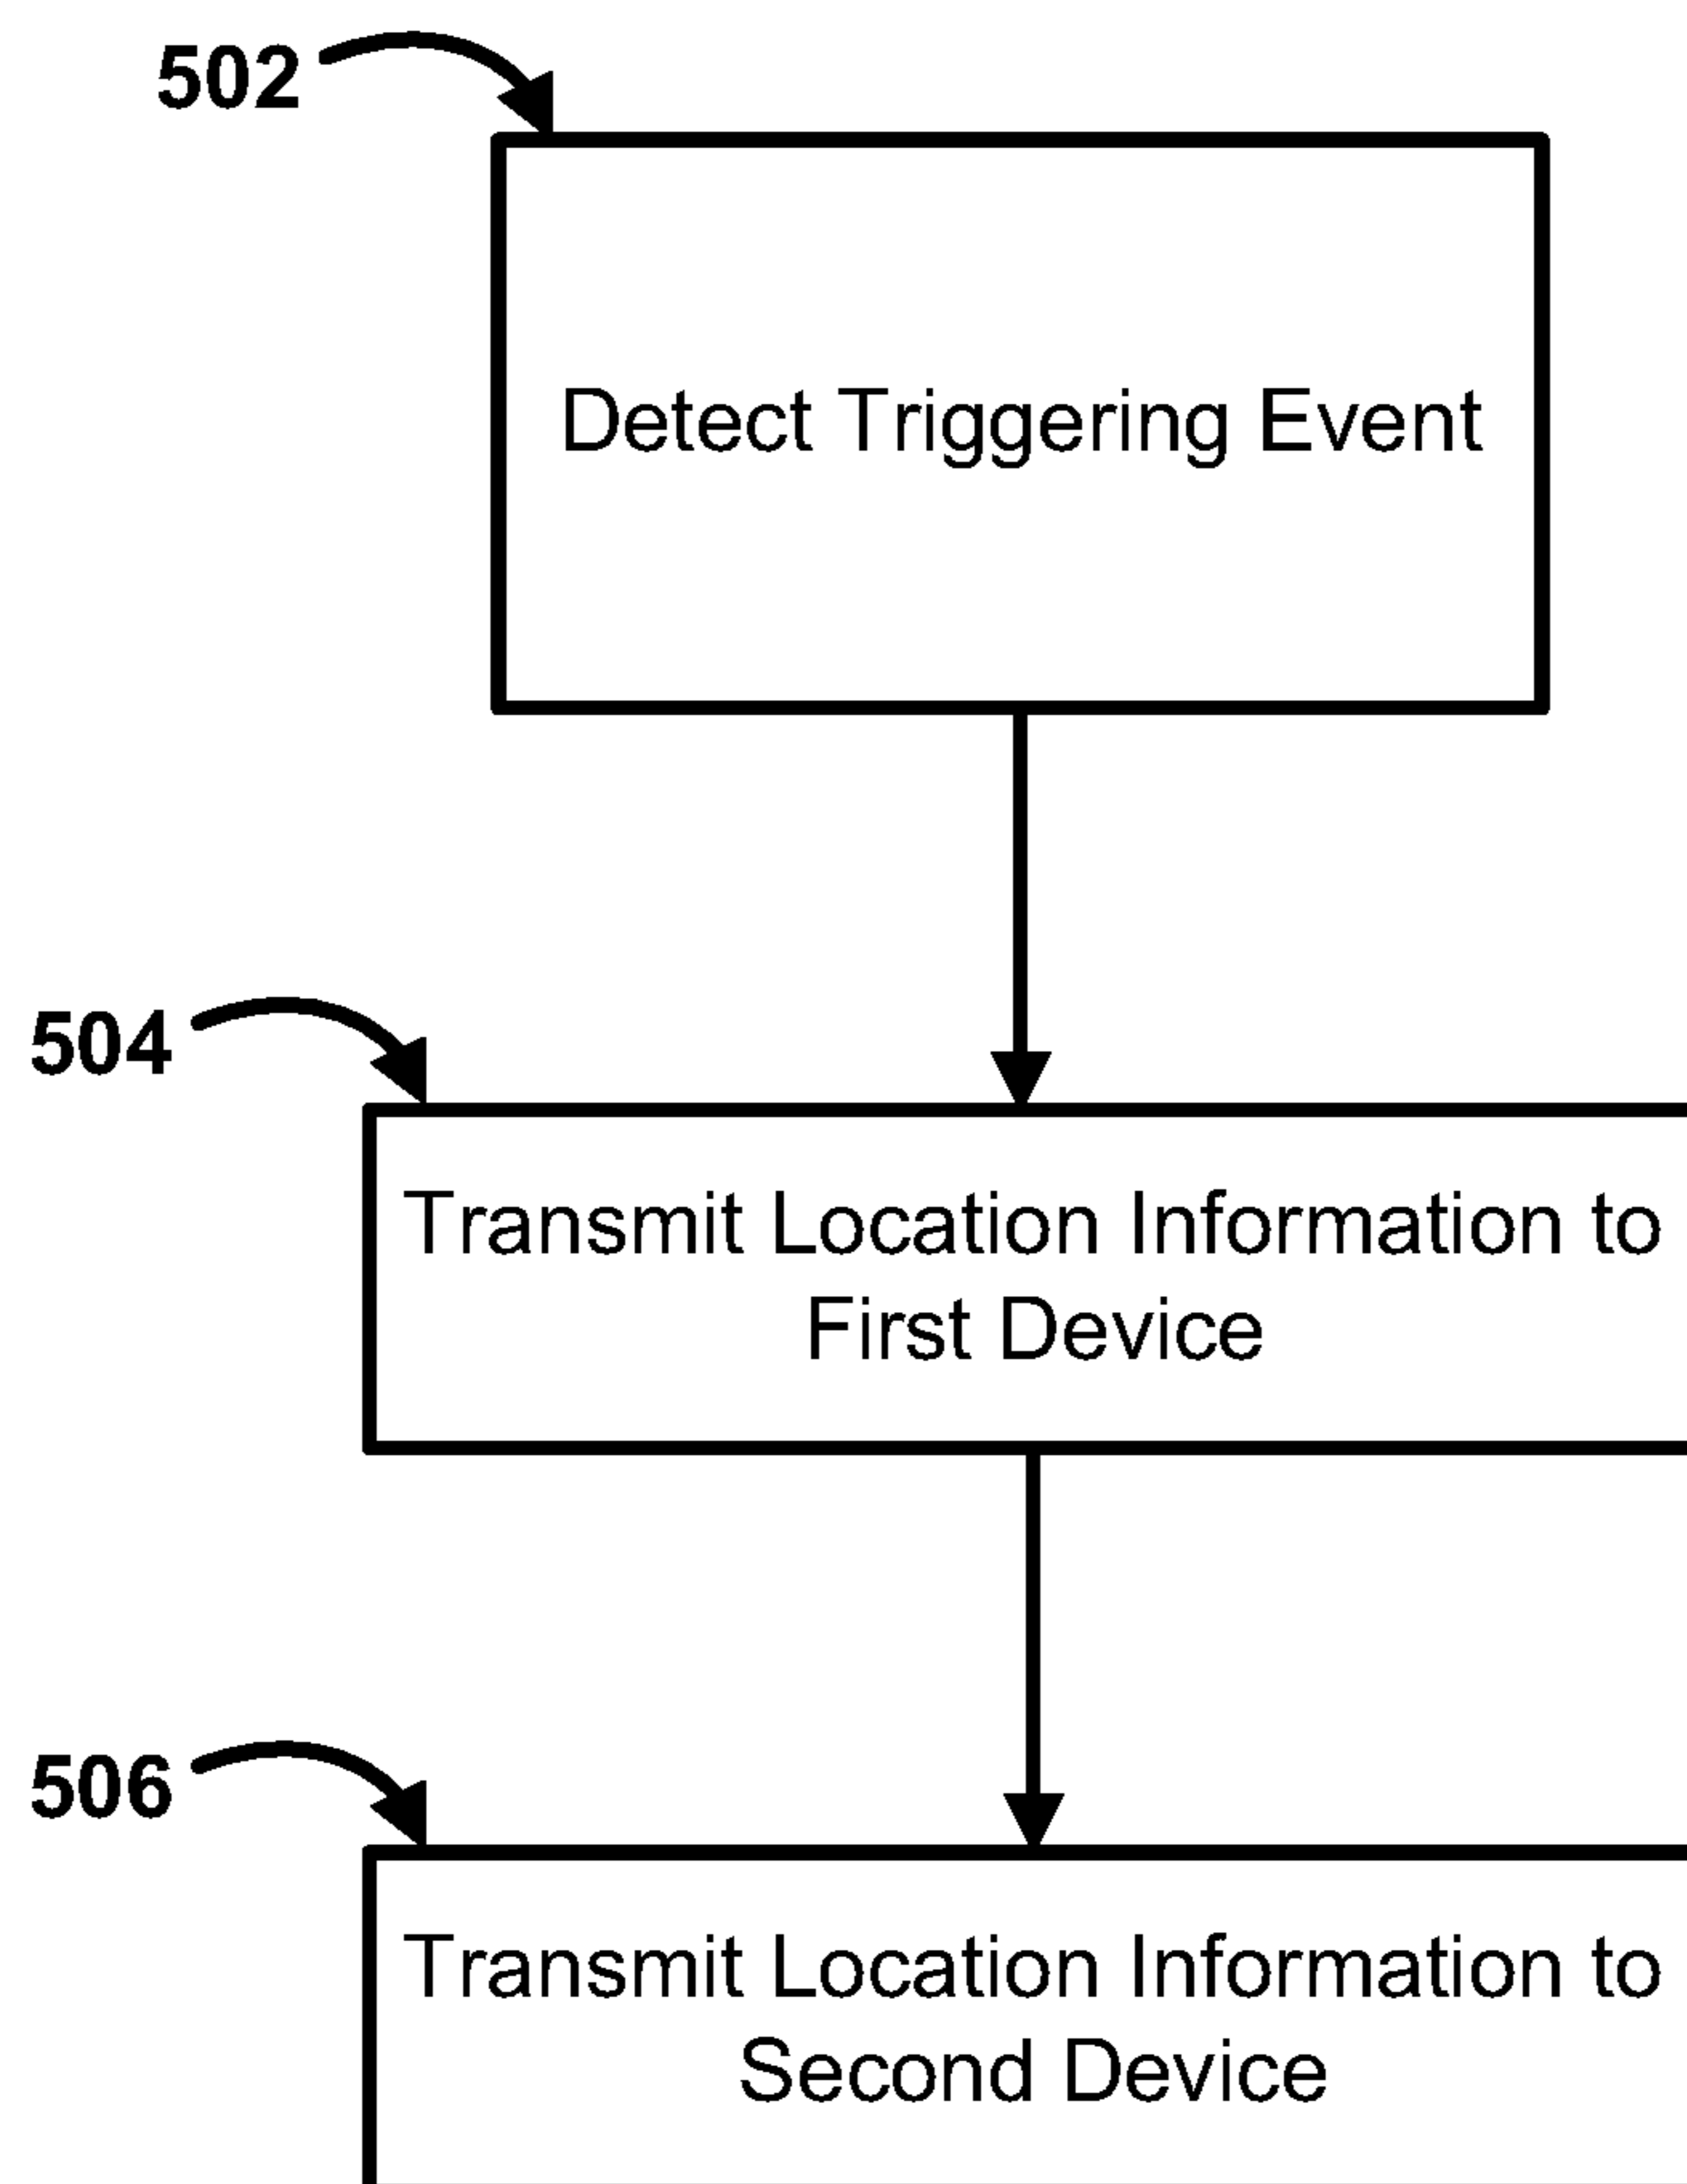 502
Detect Triggering Event
504
Transmit Location Information to
First Device
506
Transmit Location Information to
Second Device